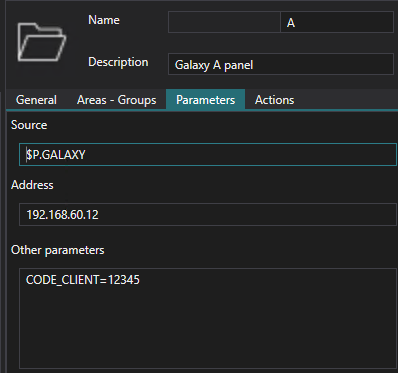 Name A
Description Galaxy A panel
General Areas - Groups Parameters Actions
Source
$P.GALAXY
Address
192.168.60.12
Other parameters
CODE_CLIENT=12345